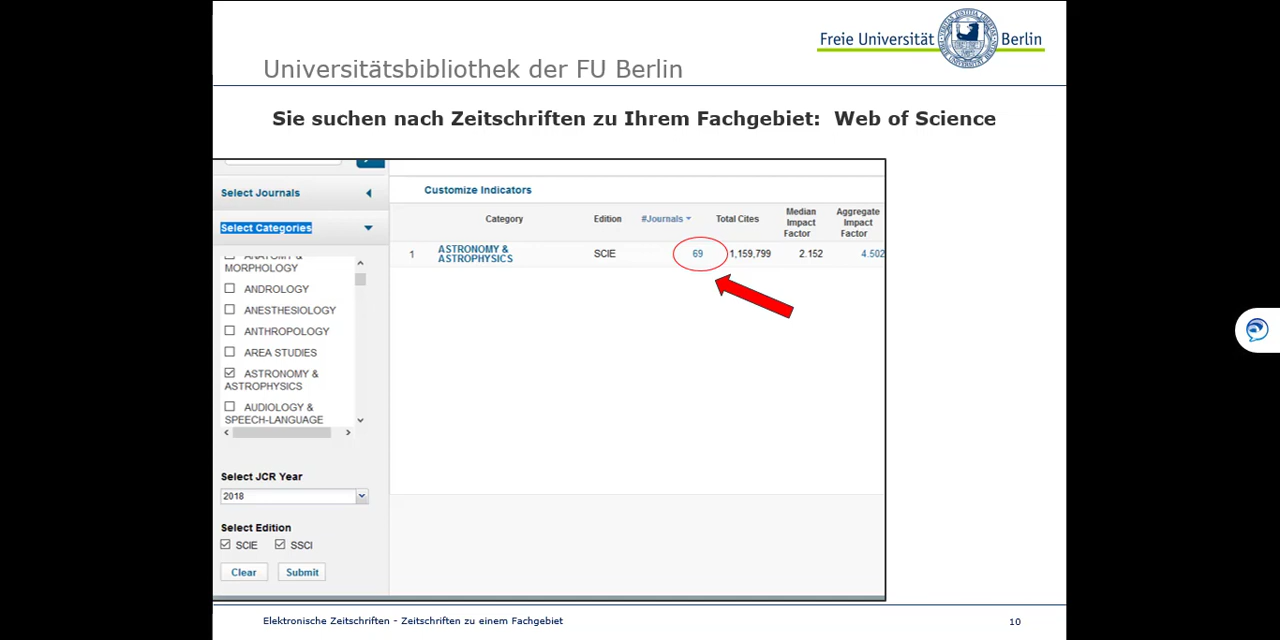 Freie Universität Berlin
Universitätsbibliothek der FU Berlin
Sie suchen nach Zeitschriften zu Ihrem Fachgebiet: Web of Science
Select Journals
Select Categories
MORPHOLOGY
ANDROLOGY
ANESTHESIOLOGY
ANTHROPOLOGY
AREA STUDIES
ASTRONOMY &
ASTROPHYSICS
AUDIOLOGY &
SPEECH-LANGUAGE
Select JCR Year
2018
Select Edition
SCIE SSCI
Clear Submit
Customize Indicators
Category Edition #Journals Total Cites
Median
Impact
Factor
Aggregate
Impact
Factor
1
ASTRONOMY &
ASTROPHYSICS
SCIE 69 1,159,799 2.152 4.502
Elektronische Zeitschriften - Zeitschriften zu einem Fachgebiet
10